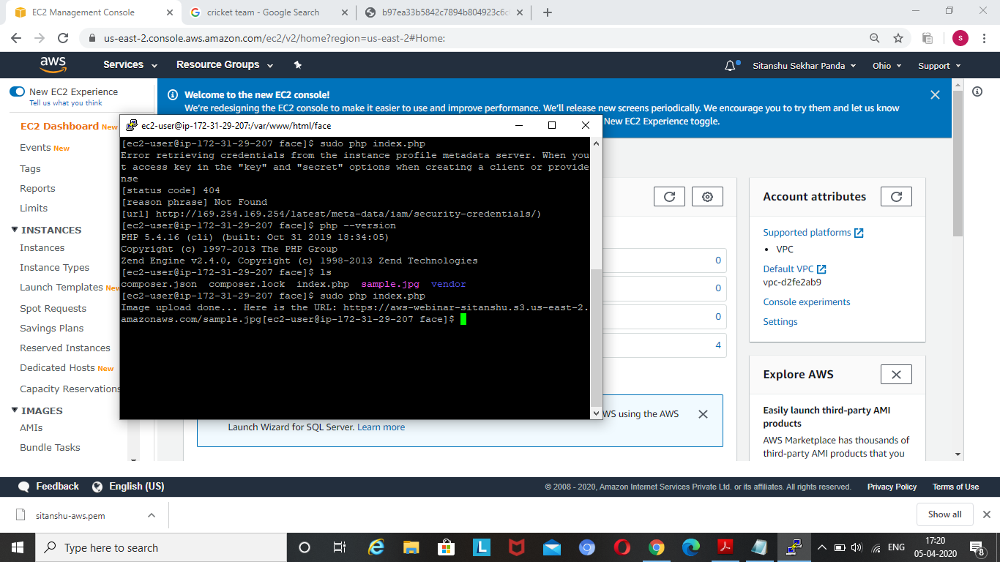 EC2 Management Console
cricket team - Google Search
b97ea33b5842c7894b804923c6c
us-east-2.console.aws.amazon.com/ec2/v2/home?region=us-east-2#Home:
s
aws
Services
Resource Groups
Sitanshu Sekhar Panda
Ohio
Support
New EC2 Experience
Tell us what you think
EC2 Dashboard New
Events New
Tags
Reports
Limits
INSTANCES
Instances
Instance Types
Launch Templates New
Spot Requests
Savings Plans
Reserved Instances
Dedicated Hosts New
Capacity Reservations
IMAGES
AMIs
Bundle Tasks
Welcome to the new EC2 console!
We're redesigning the EC2 console to make it easier to use and improve performance. We'll release new screens periodically. We encourage you to try them and let us know
New EC2 Experience toggle.
ec2-user@ip-172-31-29-207:/var/www/html/face
[ec2-user@ip-172-31-29-207 face]$ sudo php index.php
Error retrieving credentials from the instance profile metadata server. When you
t access key in the "key" and "secret" options when creating a client or provide
nse
[status code] 404
[reason phrase] Not Found
[url] http://169.254.169.254/latest/meta-data/iam/security-credentials/)
[ec2-user@ip-172-31-29-207 face]$ php --version
PHP 5.4.16 (cli) (built: Oct 31 2019 18:34:05)
Copyright (c) 1997-2013 The PHP Group
Zend Engine v2.4.0, Copyright (c) 1998-2013 Zend Technologies
[ec2-user@ip-172-31-29-207 face]$ ls
composer.json composer.lock index.php sample.jpg vendor
[ec2-user@ip-172-31-29-207 face]$ sudo php index.php
Image upload done... Here is the URL: https://aws-webinar-sitanshu.s3.us-east-2.
amazonaws.com/sample.jpg[ec2-user@ip-172-31-29-207 face]$
0
0
0
4
WS using the AWS
Launch Wizard for SQL Server. Learn more
Account attributes
Supported platforms
VPC
Default VPC
vpc-d2fe2ab9
Console experiments
Settings
Explore AWS
Easily launch third-party AMI
products
AWS Marketplace has thousands of
third-party AMI products that you
Feedback
English (US)
© 2008 - 2020, Amazon Internet Services Private Ltd. or its affiliates. All rights reserved.
Privacy Policy
Terms of Use
sitanshu-aws.pem
Show all
Type here to search
L
ENG
17:20
05-04-2020
8